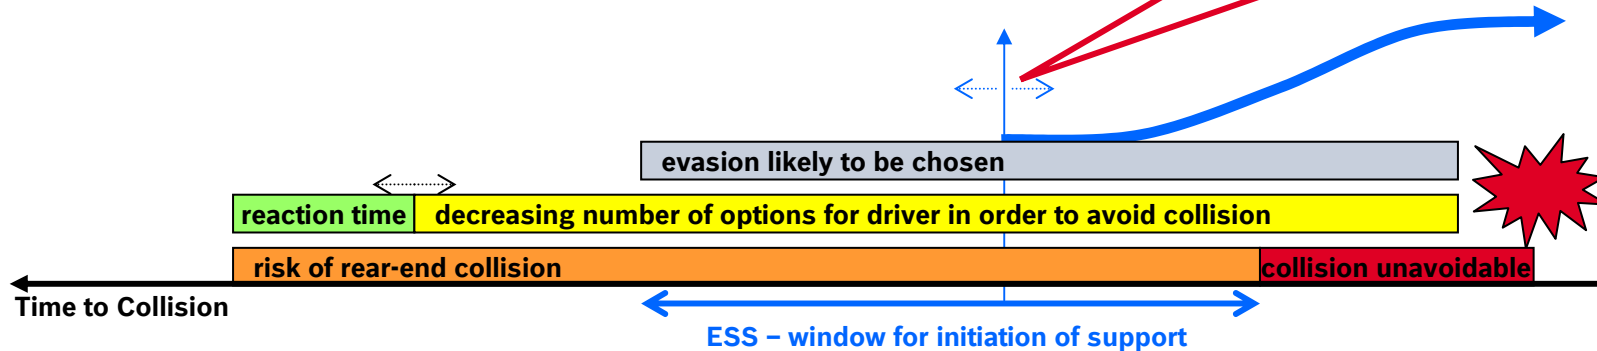 evasion likely to be chosen
reaction time
decreasing number of options for driver in order to avoid collision
risk of rear-end collision
collision unavoidable
Time to Collision
ESS – window for initiation of support